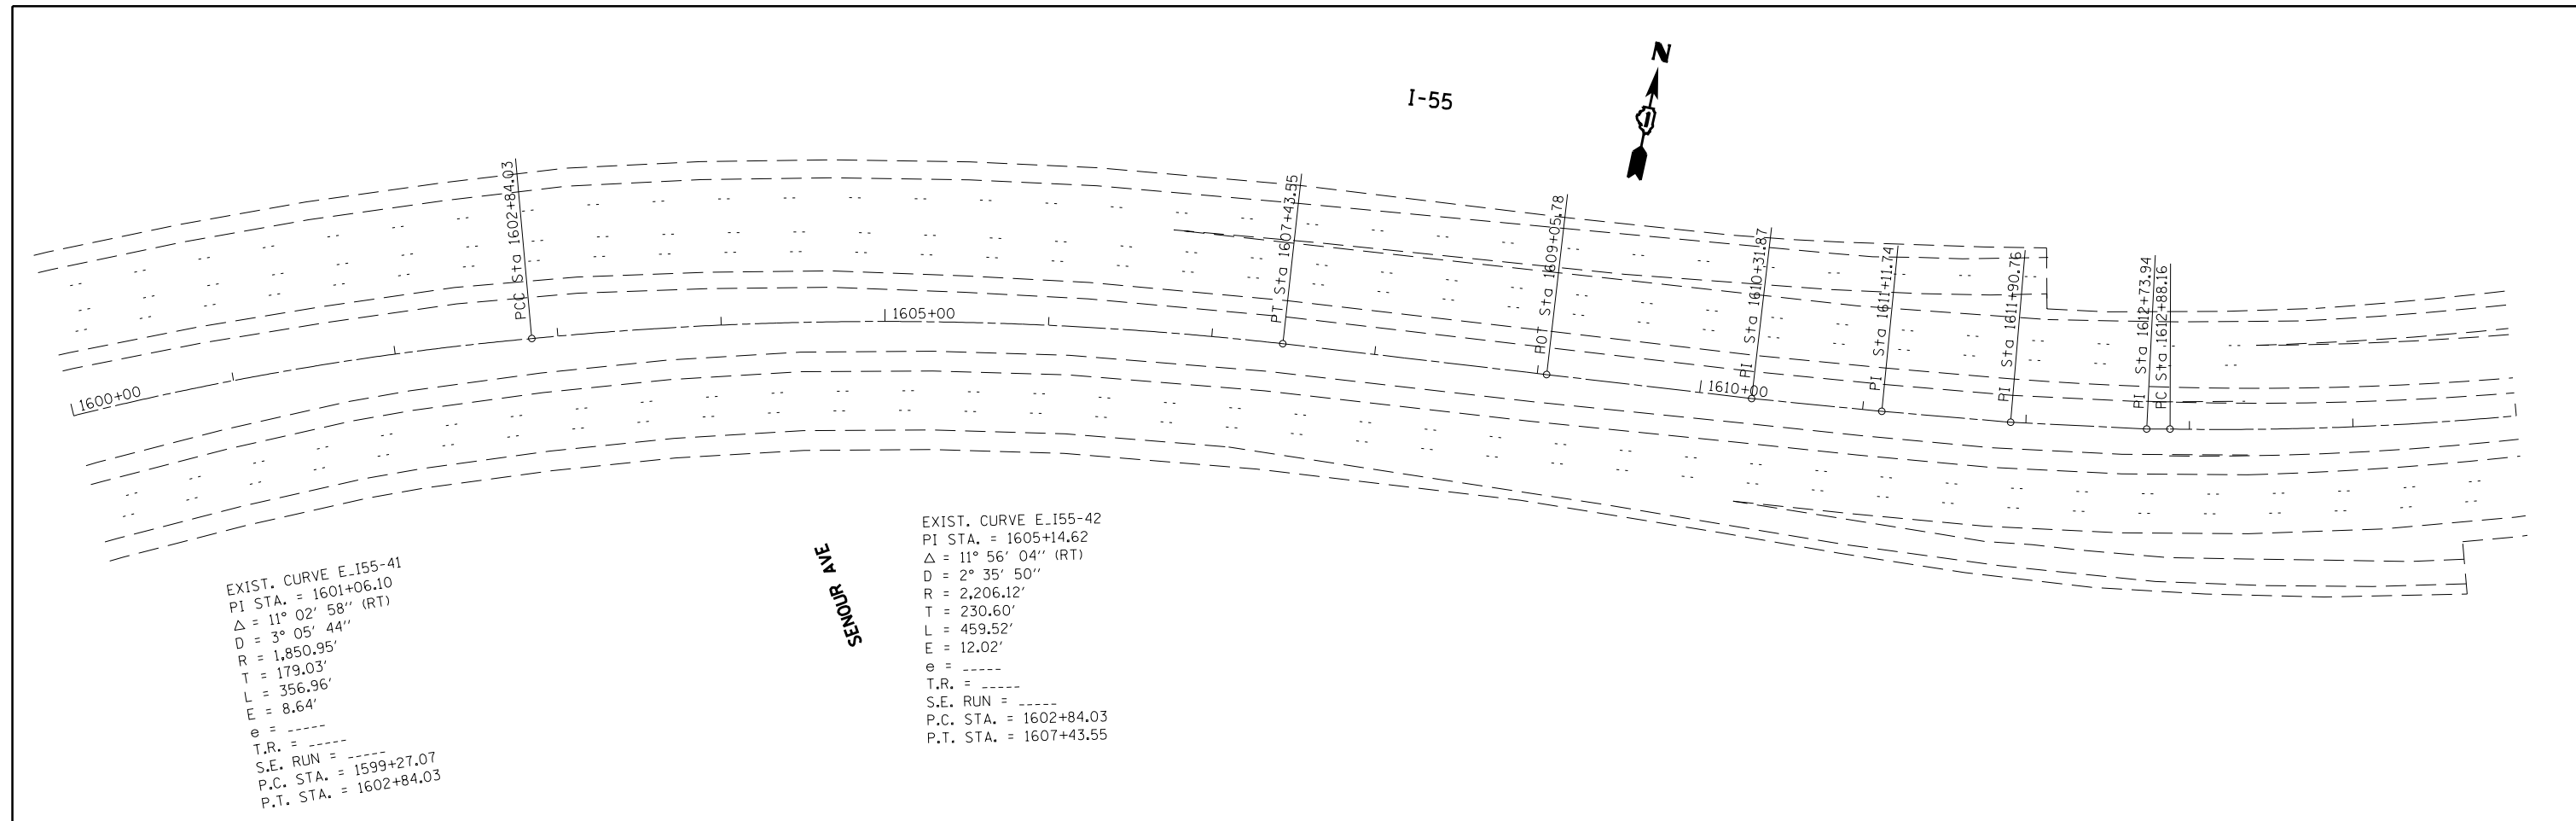 N
I-55
PCC Sta 1602+84.03
PT Sta 1607+43.55
POT Sta 1609+05.78
PI Sta 1610+31.87
PI Sta 1611+11.74
PI Sta 1611+90.76
PI Sta 1612+73.94
PC Sta 1612+88.16
1600+00
1605+00
1610+00
SENOUR AVE
EXIST. CURVE E_I55-41
PI STA. = 1601+06.10
Δ = 11° 02' 58'' (RT)
D = 3° 05' 44''
R = 1,850.95'
T = 179.03'
L = 356.96'
E = 8.64'
e = _____
T.R. = _____
S.E. RUN = _____
P.C. STA. = 1599+27.07
P.T. STA. = 1602+84.03
EXIST. CURVE E_I55-42
PI STA. = 1605+14.62
Δ = 11° 56' 04'' (RT)
D = 2° 35' 50''
R = 2,206.12'
T = 230.60'
L = 459.52'
E = 12.02'
e = _____
T.R. = _____
S.E. RUN = _____
P.C. STA. = 1602+84.03
P.T. STA. = 1607+43.55